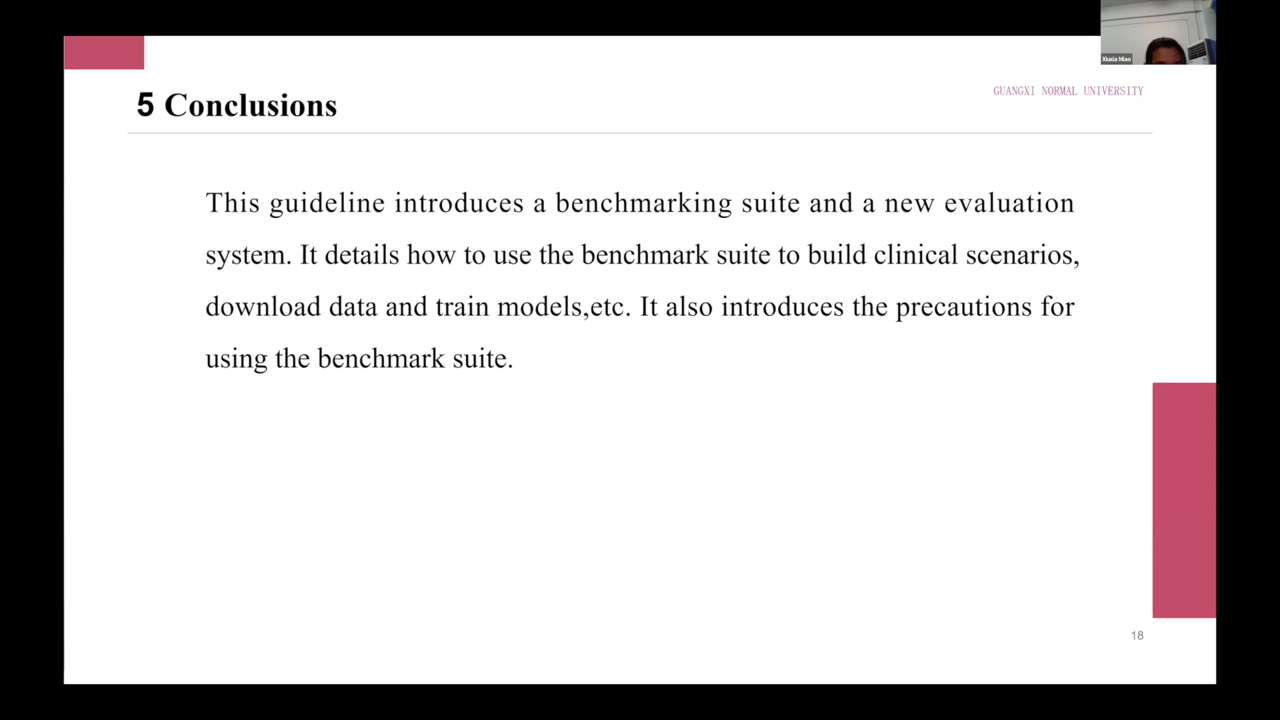 Xiuxia Miao
GUANGXI NORMAL UNIVERSITY
5 Conclusions
This guideline introduces a benchmarking suite and a new evaluation
system. It details how to use the benchmark suite to build clinical scenarios,
download data and train models,etc. It also introduces the precautions for
using the benchmark suite.
18